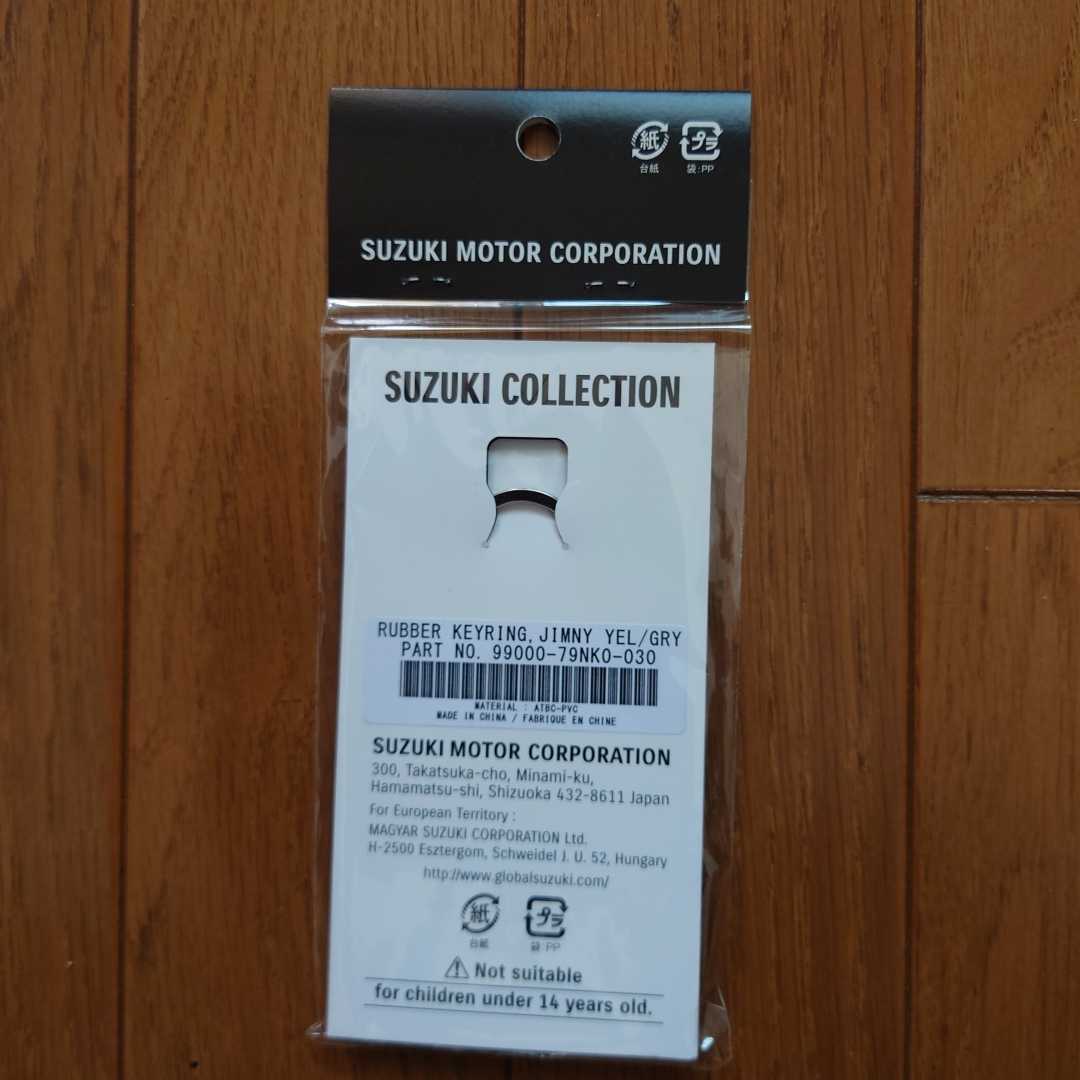 紙 プラ
台紙 袋:PP
SUZUKI MOTOR CORPORATION
SUZUKI COLLECTION
RUBBER KEYRING,JIMNY YEL/GRY
PART NO. 99000-79NK0-030
MATERIAL : ATBC-PVC
MADE IN CHINA / FABRIQUE EN CHINE
SUZUKI MOTOR CORPORATION
300, Takatsuka-cho, Minami-ku,
Hamamatsu-shi, Shizuoka 432-8611 Japan
For European Territory :
MAGYAR SUZUKI CORPORATION Ltd.
H-2500 Esztergom, Schweidel J. U. 52, Hungary
http://www.globalsuzuki.com/
紙 プラ
台紙 袋:PP
Not suitable
for children under 14 years old.